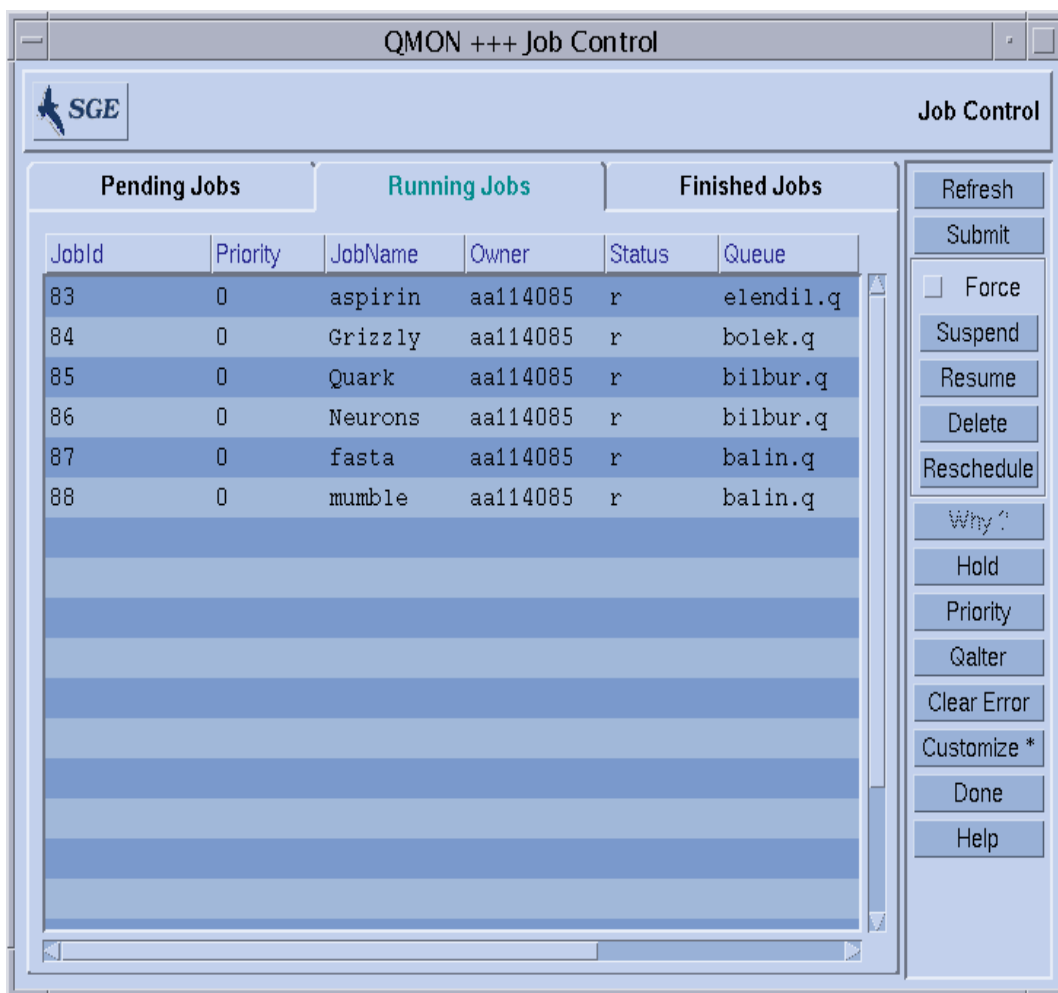 QMON +++ Job Control
SGE
Job Control
Pending Jobs Running Jobs Finished Jobs
JobId Priority JobName Owner Status Queue
83 0 aspirin aa114085 r elendil.q
84 0 Grizzly aa114085 r bolek.q
85 0 Quark aa114085 r bilbur.q
86 0 Neurons aa114085 r bilbur.q
87 0 fasta aa114085 r balin.q
88 0 mumble aa114085 r balin.q
Refresh
Submit
Force
Suspend
Resume
Delete
Reschedule
Why ?
Hold
Priority
Qalter
Clear Error
Customize *
Done
Help